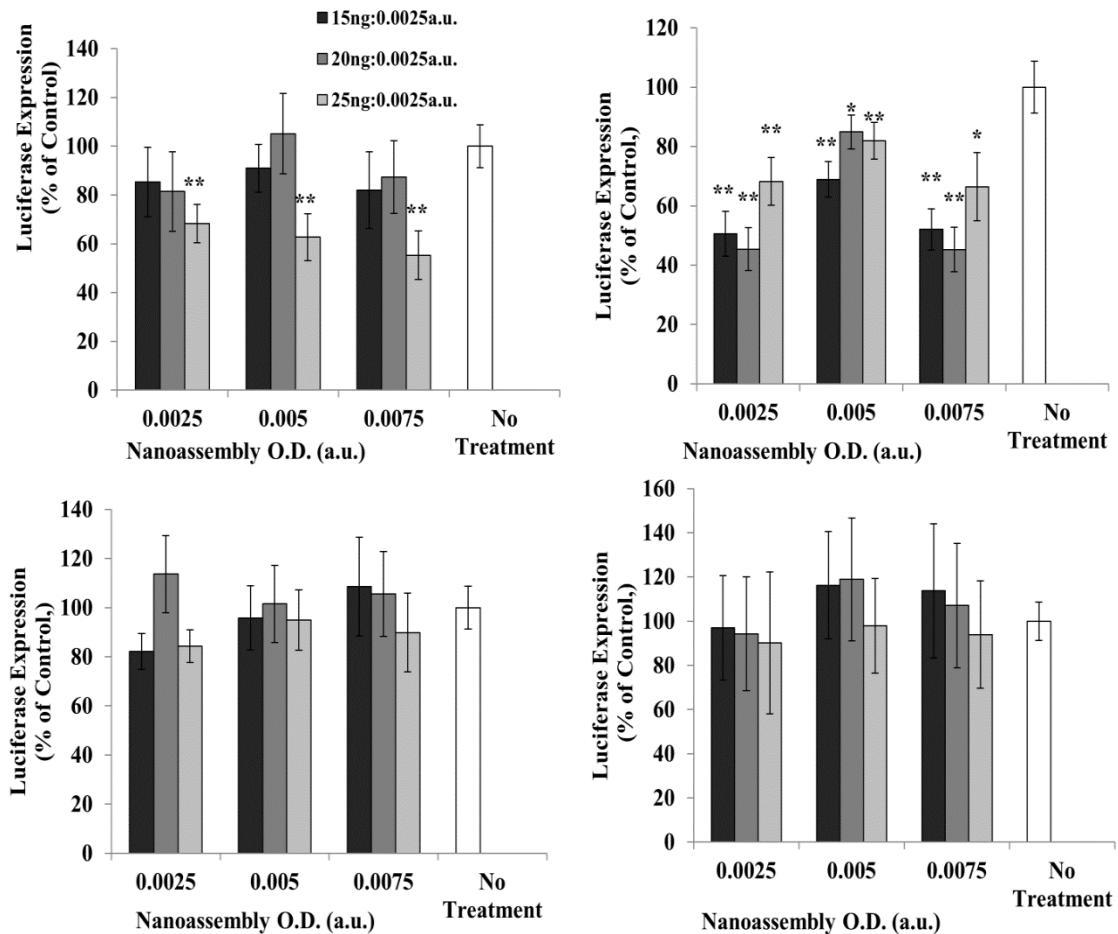 15ng:0.0025a.u.
20ng:0.0025a.u.
25ng:0.0025a.u.
Luciferase Expression
(% of Control)
140
120
100
80
60
40
20
0
**
**
**
0.0025 0.005 0.0075 No
Treatment
Nanoassembly O.D. (a.u.)
Luciferase Expression
(% of Control,)
120
100
80
60
40
20
0
** ** **
** * **
** ** *
0.0025 0.005 0.0075 No
Treatment
Nanoassembly O.D. (a.u.)
Luciferase Expression
(% of Control,)
140
120
100
80
60
40
20
0
0.0025 0.005 0.0075 No
Treatment
Nanoassembly O.D. (a.u.)
Luciferase Expression
(% of Control,)
160
140
120
100
80
60
40
20
0
0.0025 0.005 0.0075 No
Treatment
Nanoassembly O.D. (a.u.)